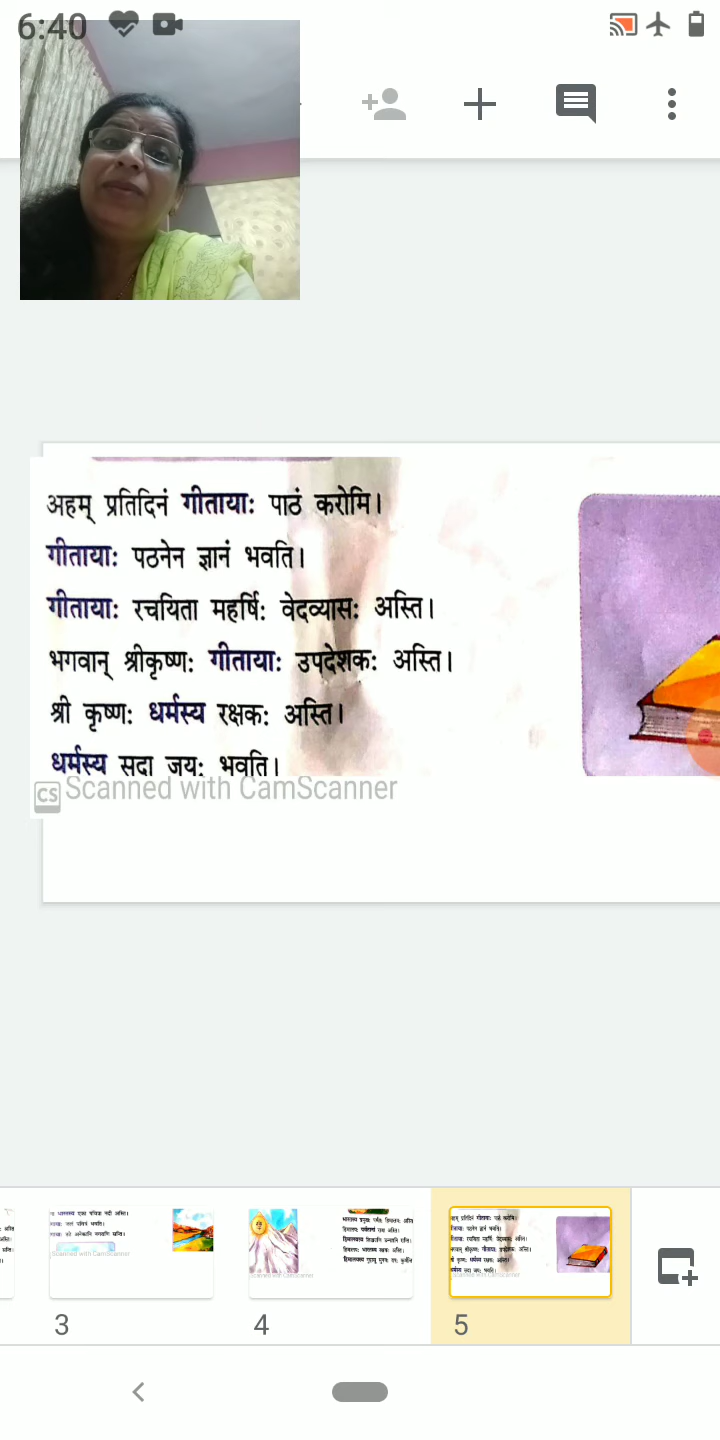 6:40
अहम् प्रतिदिनं गीतायाः पाठं करोमि।
गीतायाः पठनेन ज्ञानं भवति।
गीतायाः रचयिता महर्षिः वेदव्यासः अस्ति।
भगवान् श्रीकृष्णः गीतायाः उपदेशकः अस्ति।
श्री कृष्णः धर्मस्य रक्षकः अस्ति।
धर्मस्य सदा जयः भवति।
CS Scanned with CamScanner
3
4
5